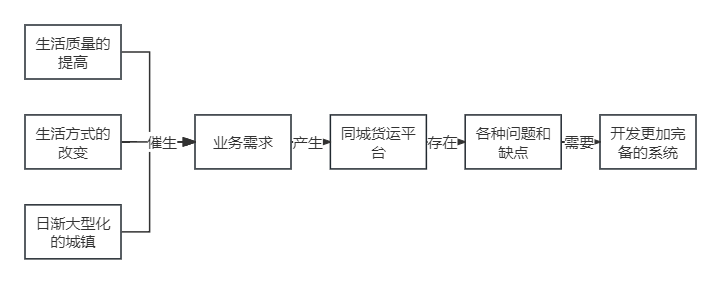 生活质量的
提高
生活方式的
改变
日渐大型化
的城镇
催生
业务需求
产生
同城货运平
台
存在
各种问题和
缺点
需要
开发更加完
备的系统